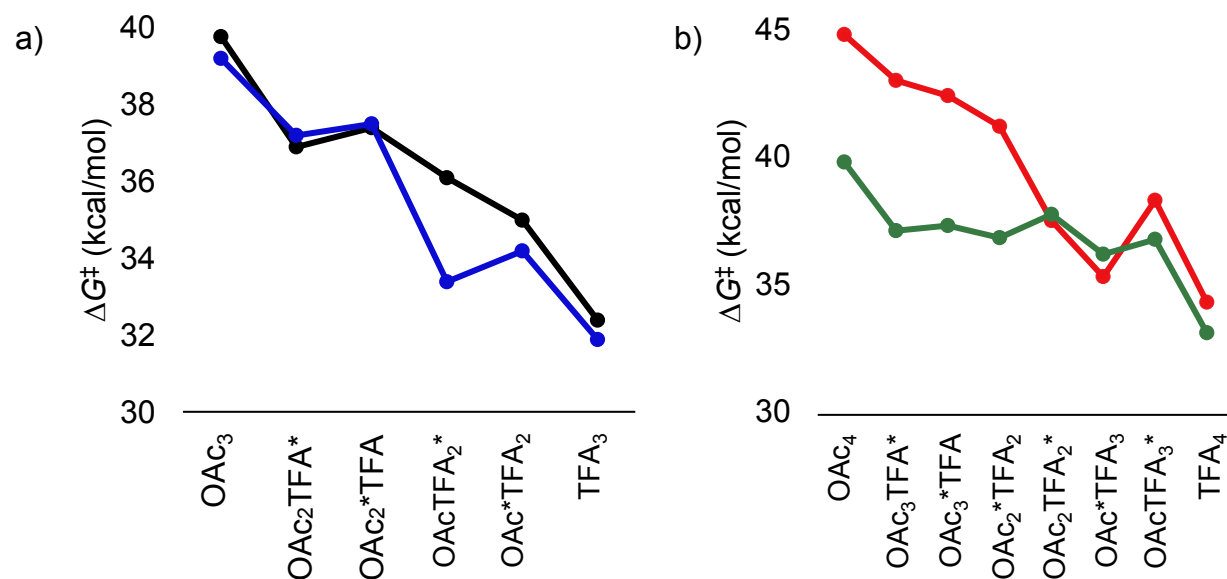 a)
ΔG‡ (kcal/mol)
40
38
36
34
32
30
OAc₃
OAc₂TFA*
OAc₂*TFA
OAcTFA₂*
OAc*TFA₂
TFA₃
b)
ΔG‡ (kcal/mol)
45
40
35
30
OAc₄
OAc₃TFA*
OAc₃*TFA
OAc₂*TFA₂
OAc₂TFA₂*
OAc*TFA₃
OAcTFA₃*
TFA₄